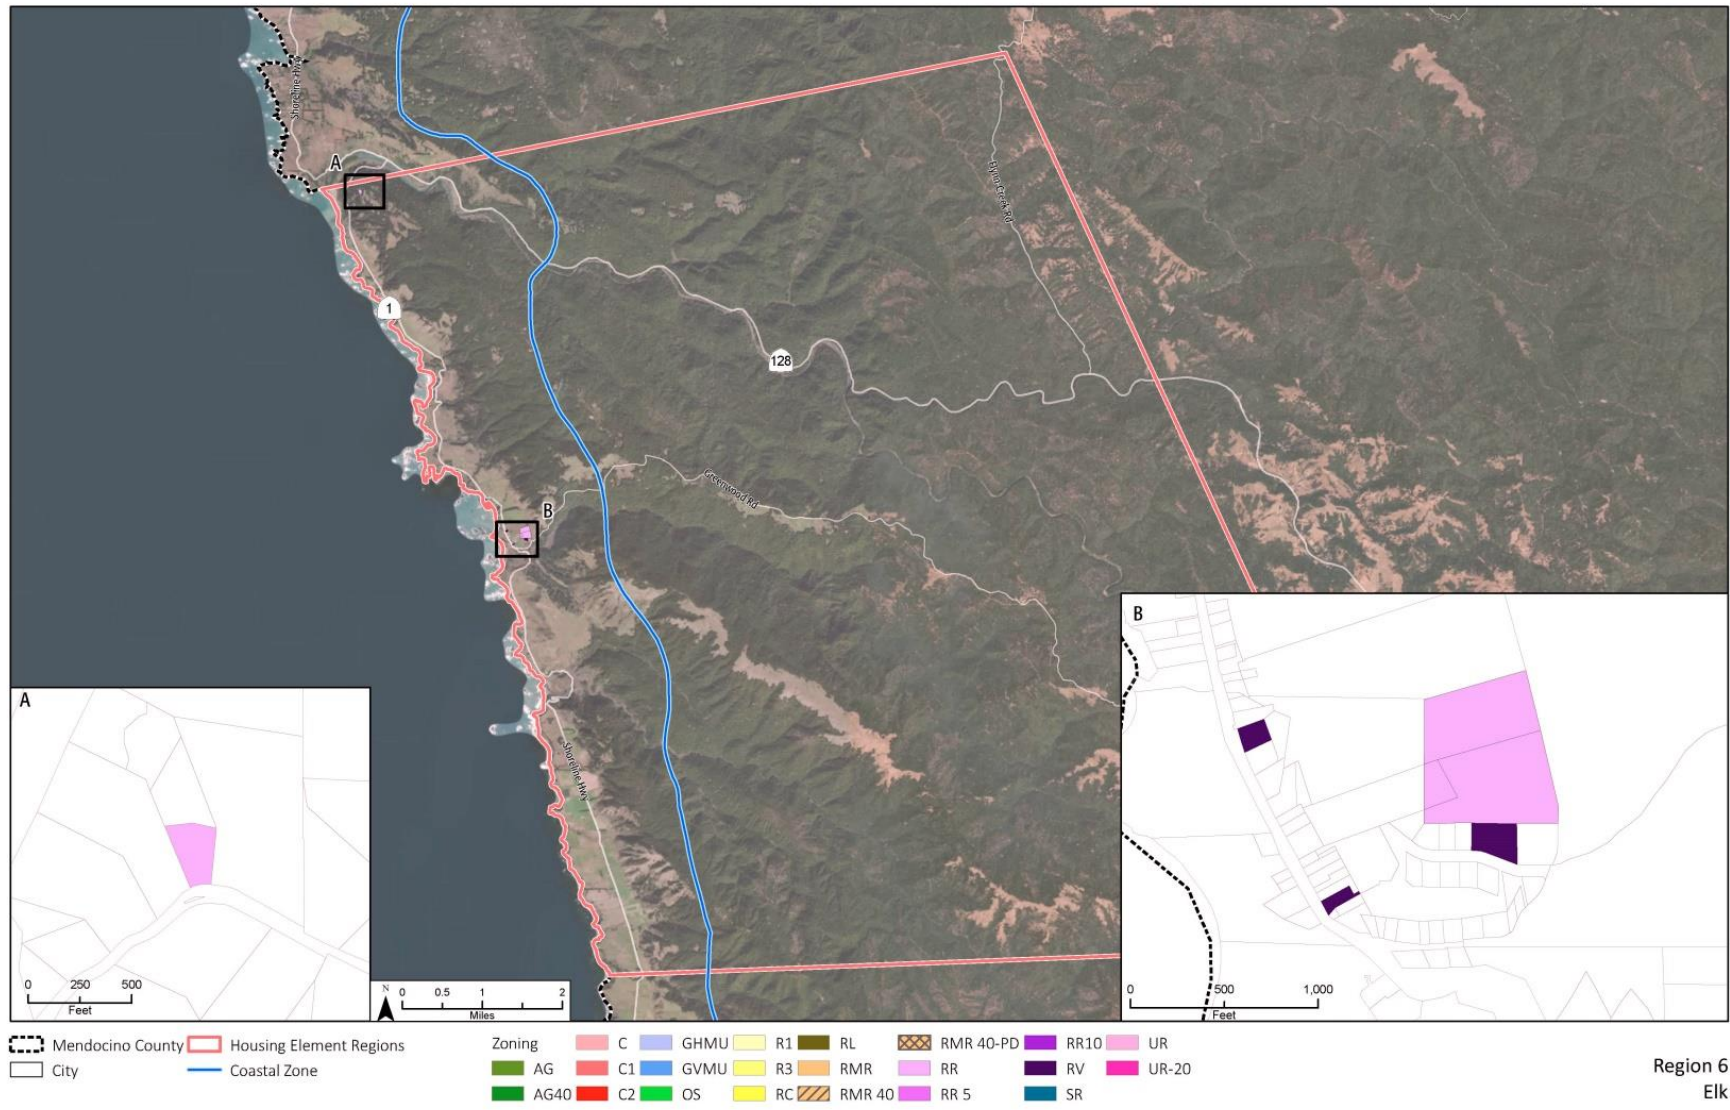 Shoreline Hwy
A
Flynn Creek Rd
1
128
Greenwood Rd
B
Shoreline Hwy
A
0 250 500
Feet
N
0 0.5 1 2
Miles
B
0 500 1,000
Feet
Mendocino County
City
Housing Element Regions
Coastal Zone
Zoning
AG
AG40
C
C1
C2
GHMU
GVMU
OS
R1
R3
RC
RL
RMR
RMR 40
RMR 40-PD
RR
RR 5
RR10
RV
SR
UR
UR-20
Region 6
Elk